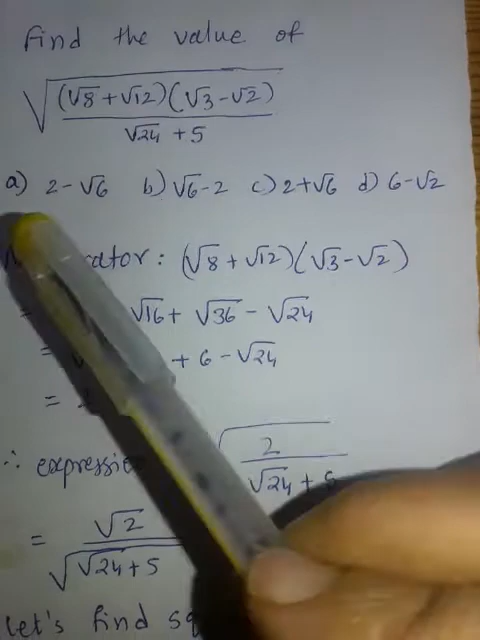 Find the value of
√((√8+√12)(√3-√2)/(√24+5))
a) 2-√6 b) √6-2 c) 2+√6 d) 6-√2
ator: (√8+√12)(√3-√2)
= √16+ √36 - √24
= + 6 - √24
=
∴ expressi √(2/(√24+5))
= √2/√(√24+5)
Let's find